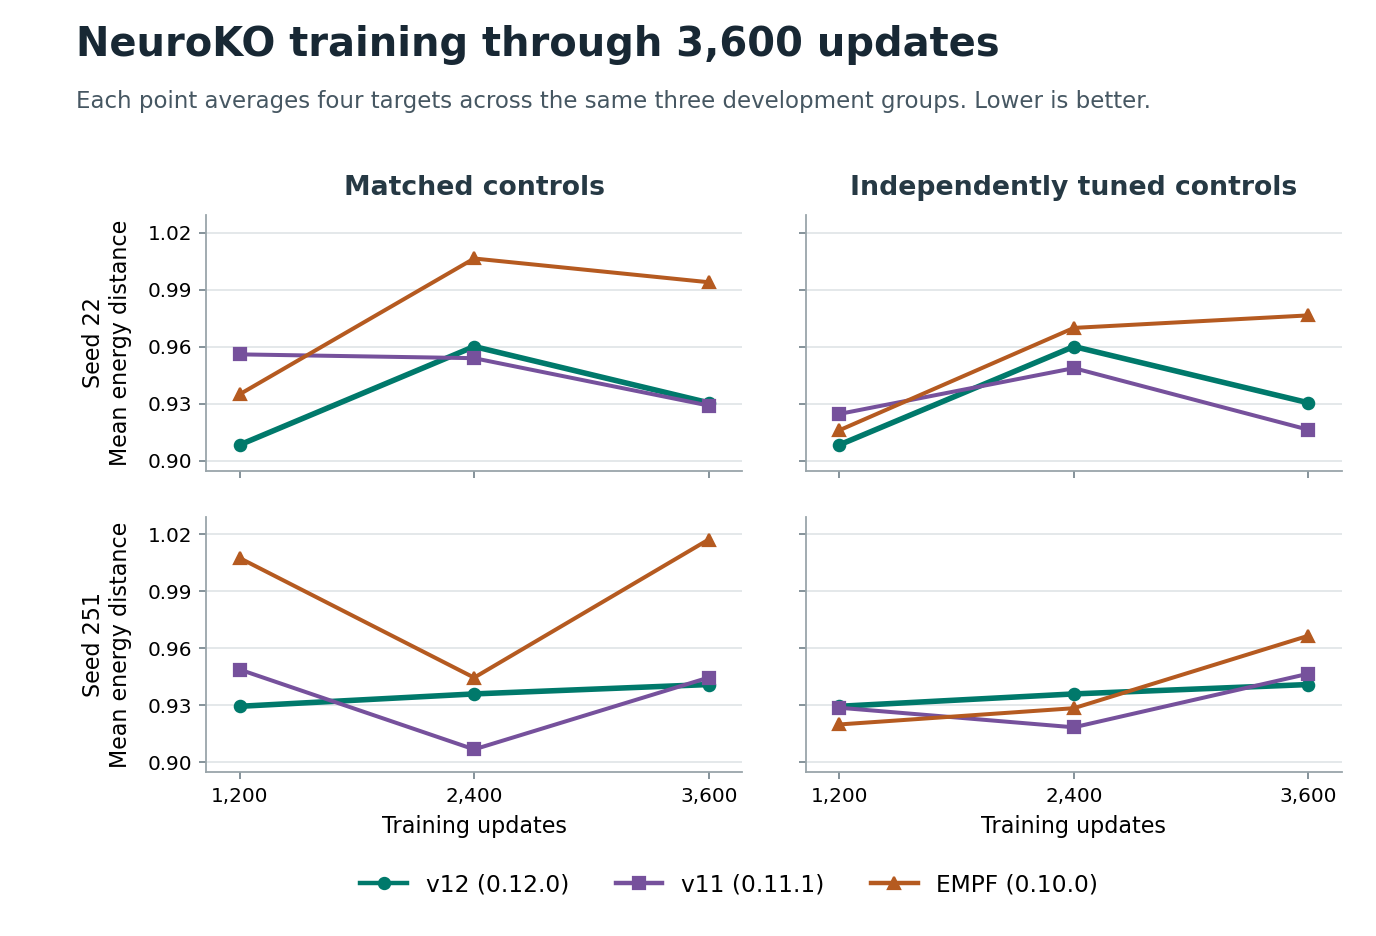 NeuroKO training through 3,600 updates
Each point averages four targets across the same three development groups. Lower is better.
Matched controls
Independently tuned controls
Seed 22
Mean energy distance
1.02
0.99
0.96
0.93
0.90
Seed 251
Mean energy distance
1.02
0.99
0.96
0.93
0.90
1,200 2,400 3,600
1,200 2,400 3,600
Training updates
Training updates
v12 (0.12.0) v11 (0.11.1) EMPF (0.10.0)